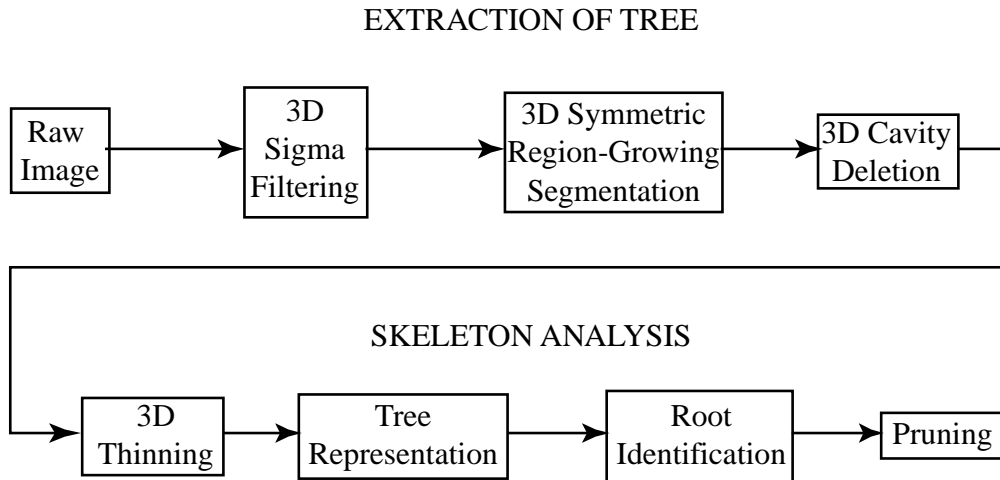 EXTRACTION OF TREE
Raw
Image
3D
Sigma
Filtering
3D Symmetric
Region-Growing
Segmentation
3D Cavity
Deletion
SKELETON ANALYSIS
3D
Thinning
Tree
Representation
Root
Identification
Pruning